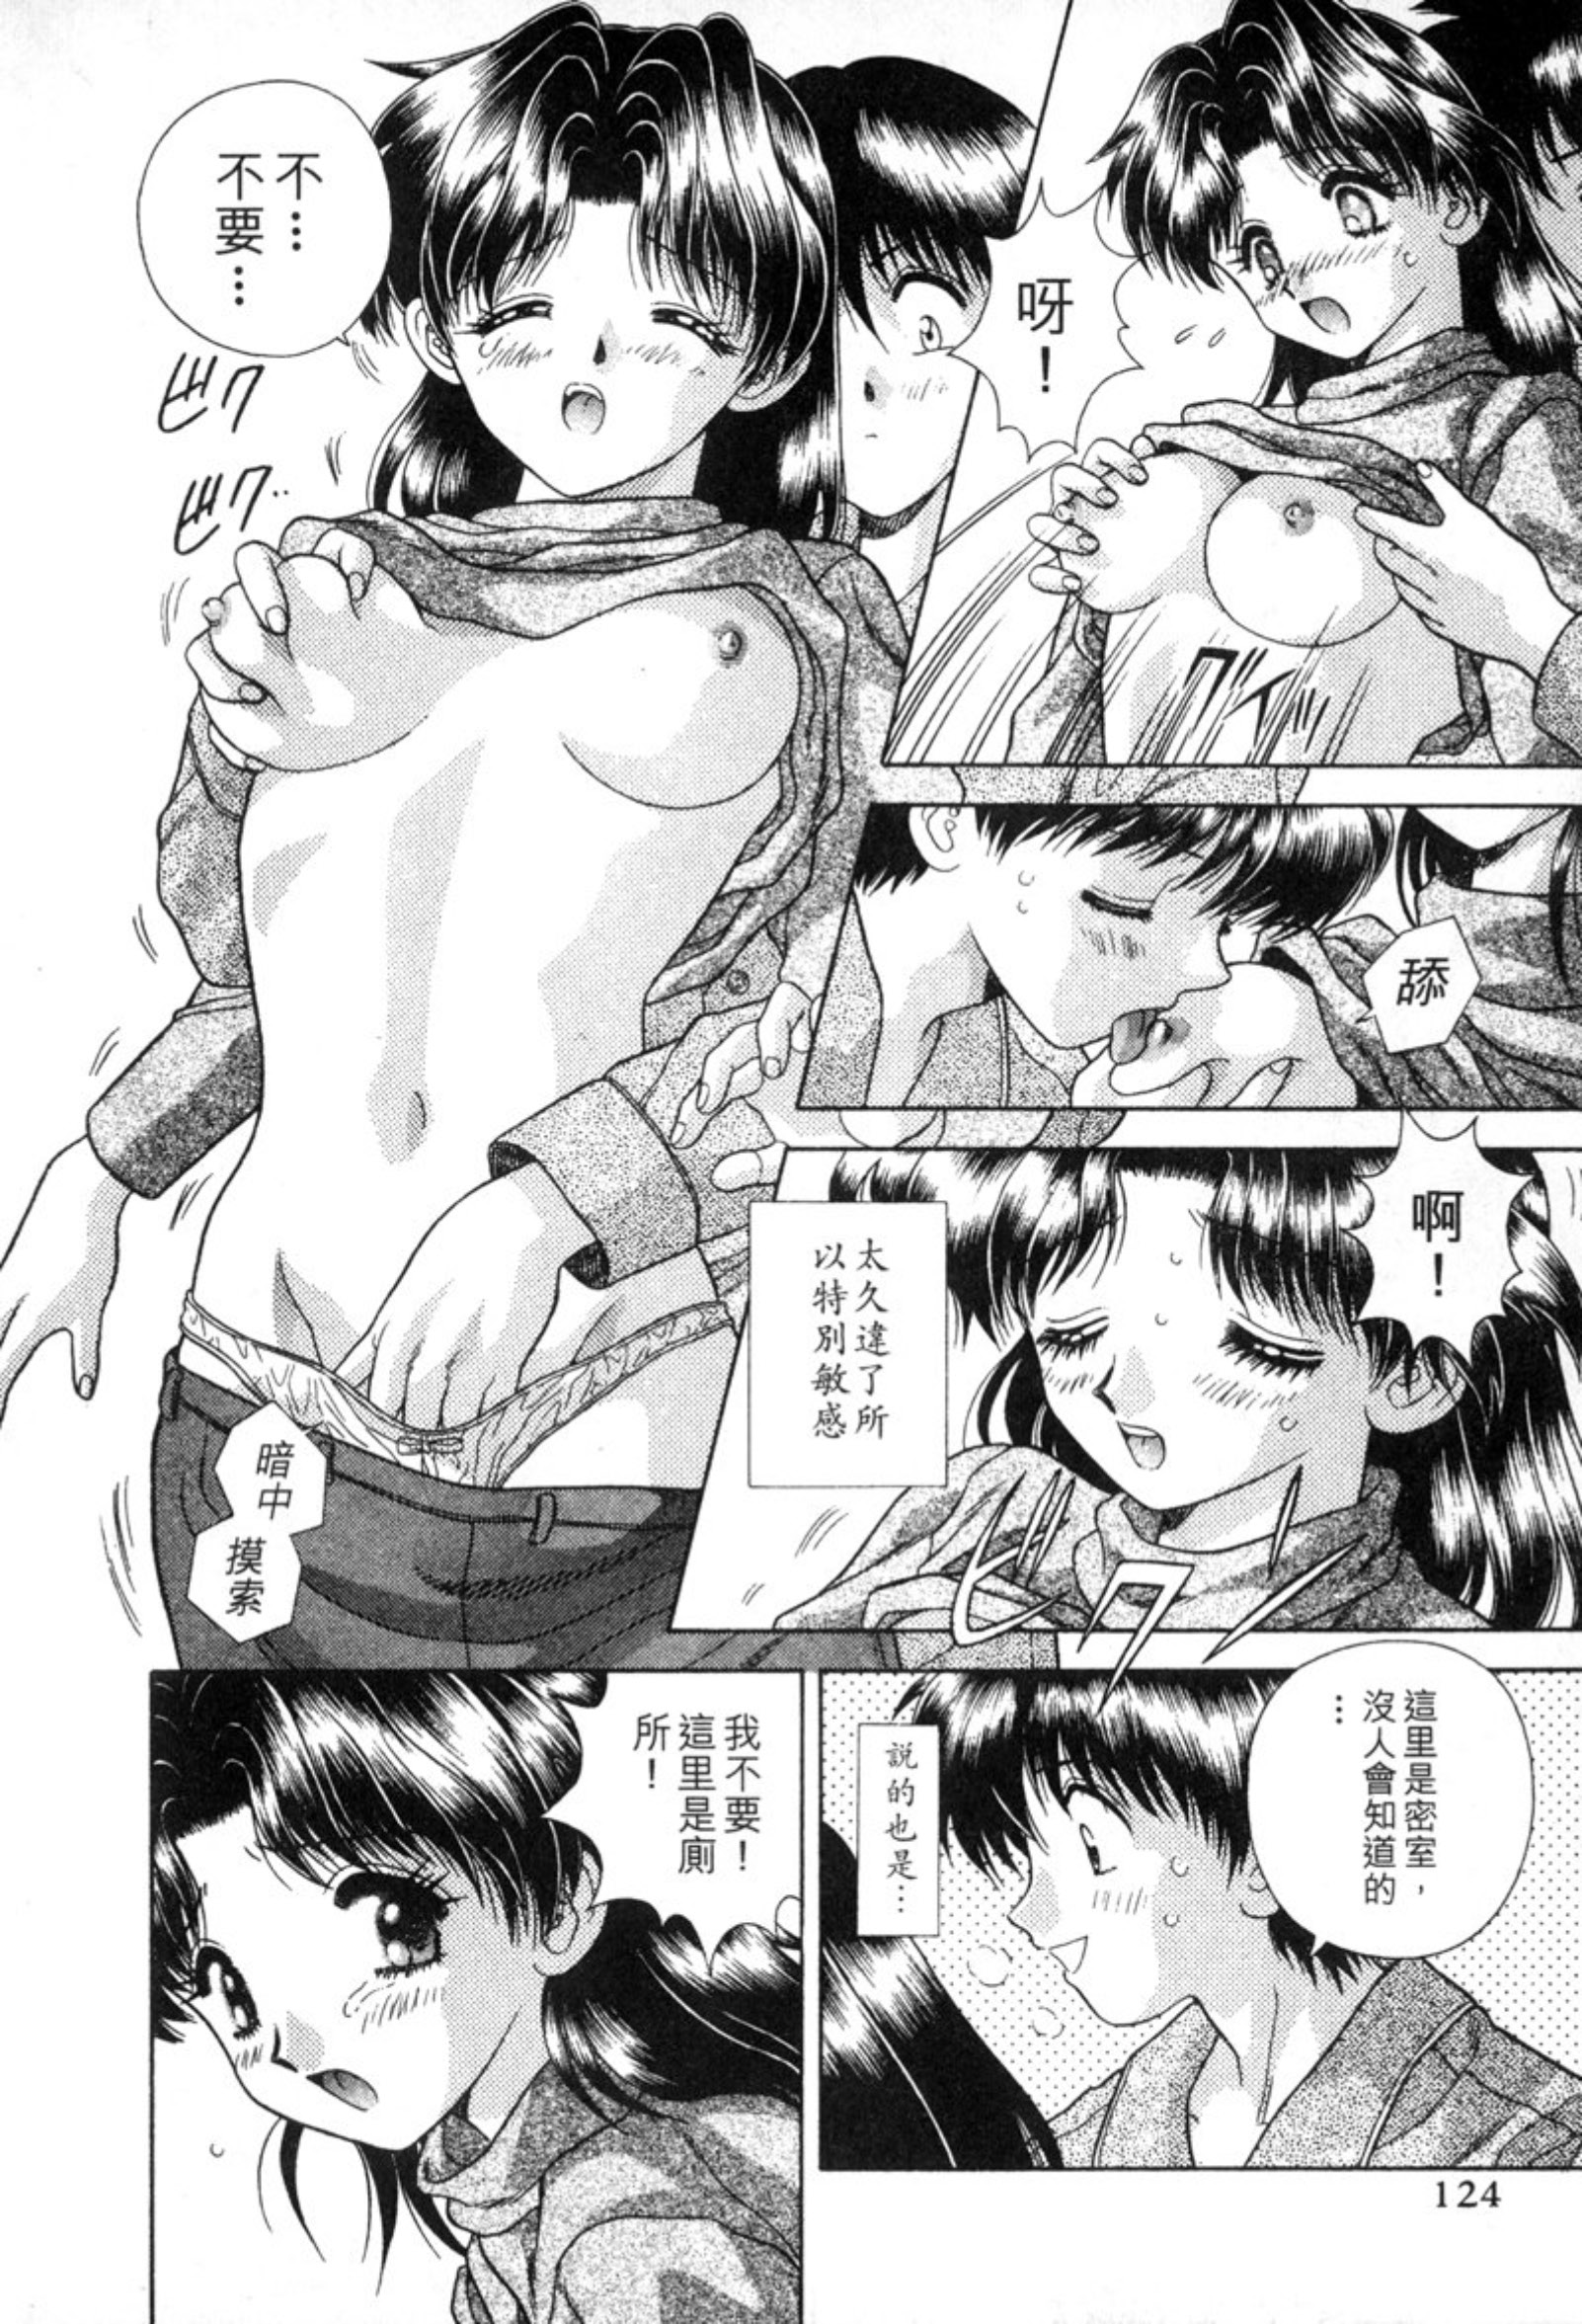 呀！
グイ
舔
啊！
太久違了所
以特別敏感
ビクン
不…
不要…
ビク
ビク
暗中
摸索
這里是密室，
沒人會知道的
…
說的也是…
我不要！
這里是廁
所！
124